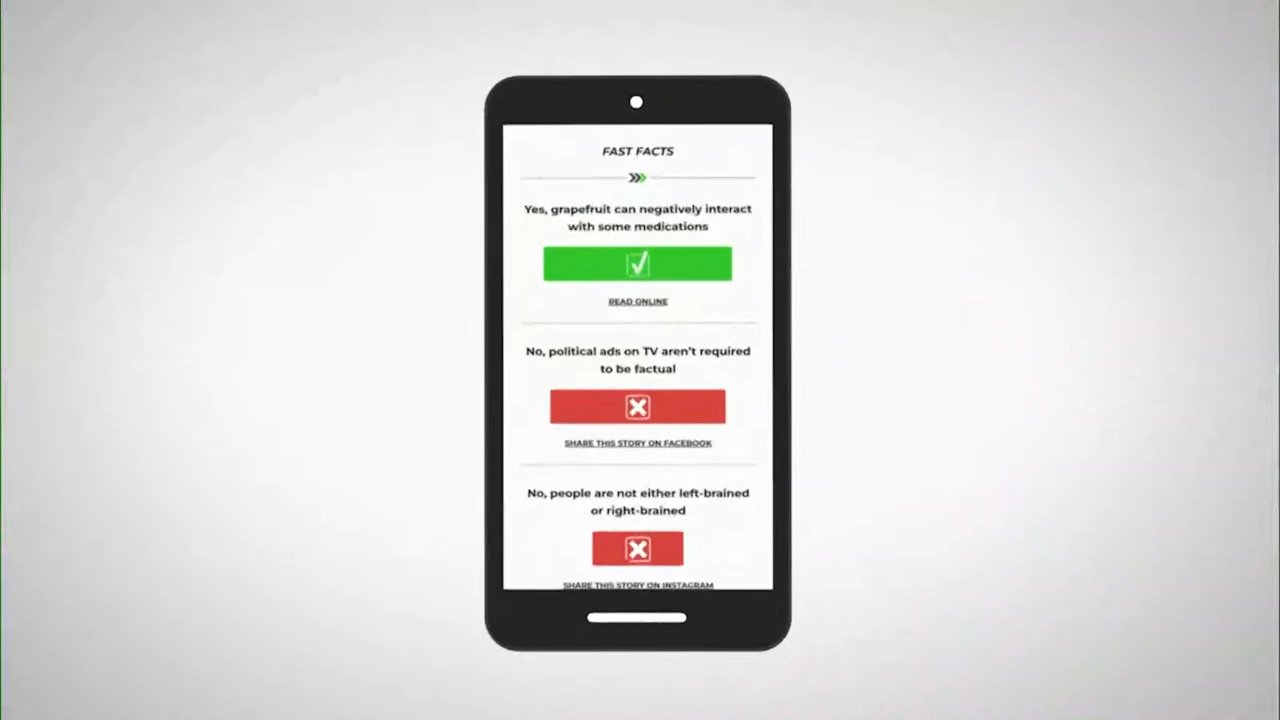 FAST FACTS
Yes, grapefruit can negatively interact
with some medications
READ ONLINE
No, political ads on TV aren't required
to be factual
SHARE THIS STORY ON FACEBOOK
No, people are not either left-brained
or right-brained
SHARE THIS STORY ON INSTAGRAM